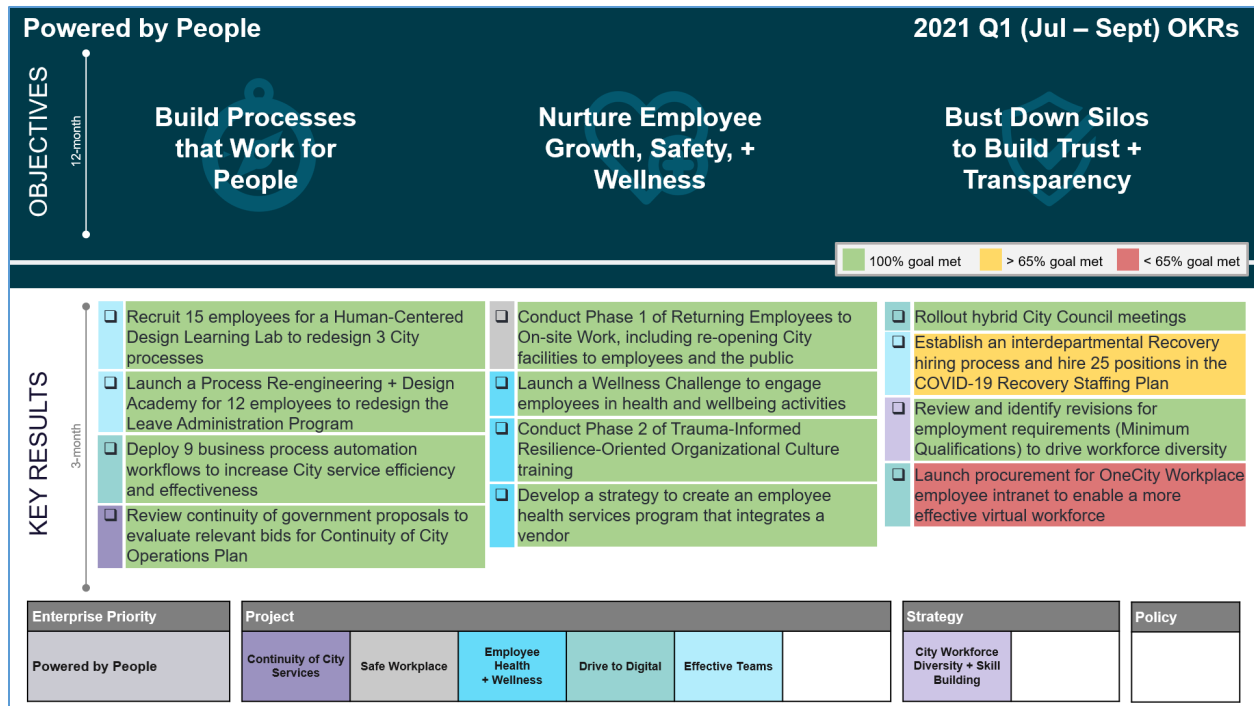 Powered by People
2021 Q1 (Jul – Sept) OKRs
OBJECTIVES
12-month
Build Processes
that Work for
People
Nurture Employee
Growth, Safety, +
Wellness
Bust Down Silos
to Build Trust +
Transparency
100% goal met
> 65% goal met
< 65% goal met
KEY RESULTS
3-month
❑ Recruit 15 employees for a Human-Centered
Design Learning Lab to redesign 3 City
processes
❑ Launch a Process Re-engineering + Design
Academy for 12 employees to redesign the
Leave Administration Program
❑ Deploy 9 business process automation
workflows to increase City service efficiency
and effectiveness
❑ Review continuity of government proposals to
evaluate relevant bids for Continuity of City
Operations Plan
❑ Conduct Phase 1 of Returning Employees to
On-site Work, including re-opening City
facilities to employees and the public
❑ Launch a Wellness Challenge to engage
employees in health and wellbeing activities
❑ Conduct Phase 2 of Trauma-Informed
Resilience-Oriented Organizational Culture
training
❑ Develop a strategy to create an employee
health services program that integrates a
vendor
❑ Rollout hybrid City Council meetings
❑ Establish an interdepartmental Recovery
hiring process and hire 25 positions in the
COVID-19 Recovery Staffing Plan
❑ Review and identify revisions for
employment requirements (Minimum
Qualifications) to drive workforce diversity
❑ Launch procurement for OneCity Workplace
employee intranet to enable a more
effective virtual workforce
Enterprise Priority
Powered by People
Project
Continuity of City
Services
Safe Workplace
Employee
Health
+ Wellness
Drive to Digital
Effective Teams
Strategy
City Workforce
Diversity + Skill
Building
Policy